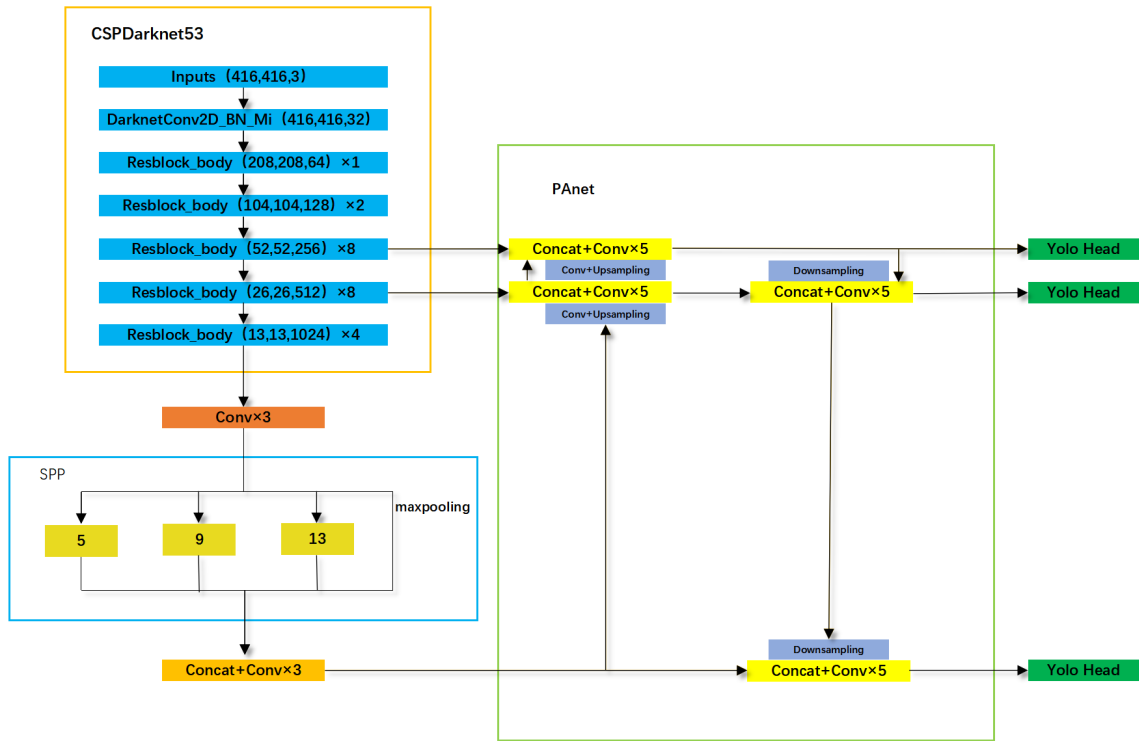 CSPDarknet53
Inputs（416,416,3）
DarknetConv2D_BN_Mi（416,416,32）
Resblock_body（208,208,64）×1
Resblock_body（104,104,128）×2
Resblock_body（52,52,256）×8
Resblock_body（26,26,512）×8
Resblock_body（13,13,1024）×4
Conv×3
SPP
maxpooling
5
9
13
Concat+Conv×3
PAnet
Concat+Conv×5
Conv+Upsampling
Concat+Conv×5
Conv+Upsampling
Downsampling
Concat+Conv×5
Downsampling
Concat+Conv×5
Yolo Head
Yolo Head
Yolo Head